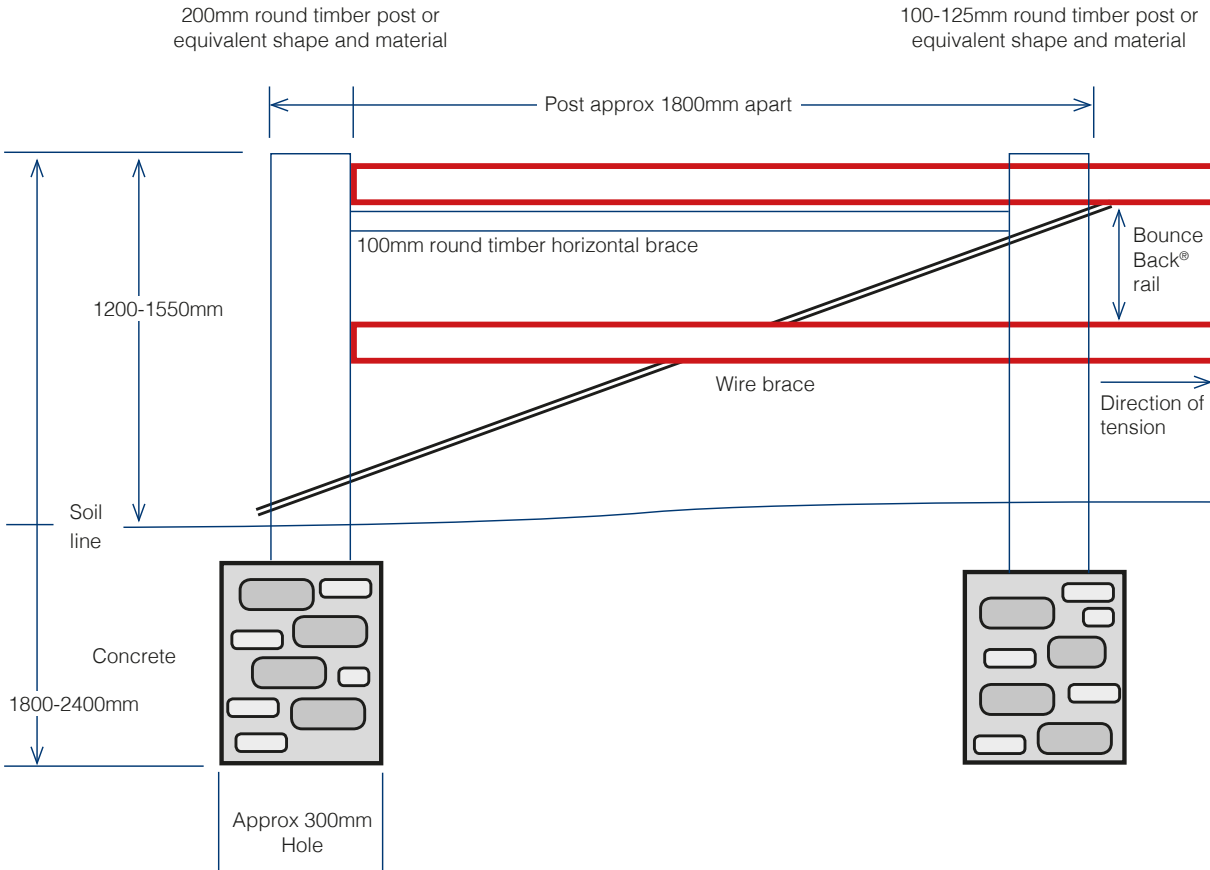 200mm round timber post or
equivalent shape and material
100-125mm round timber post or
equivalent shape and material
Post approx 1800mm apart
100mm round timber horizontal brace
Bounce
Back®
rail
1200-1550mm
Wire brace
Direction of
tension
Soil
line
Concrete
1800-2400mm
Approx 300mm
Hole